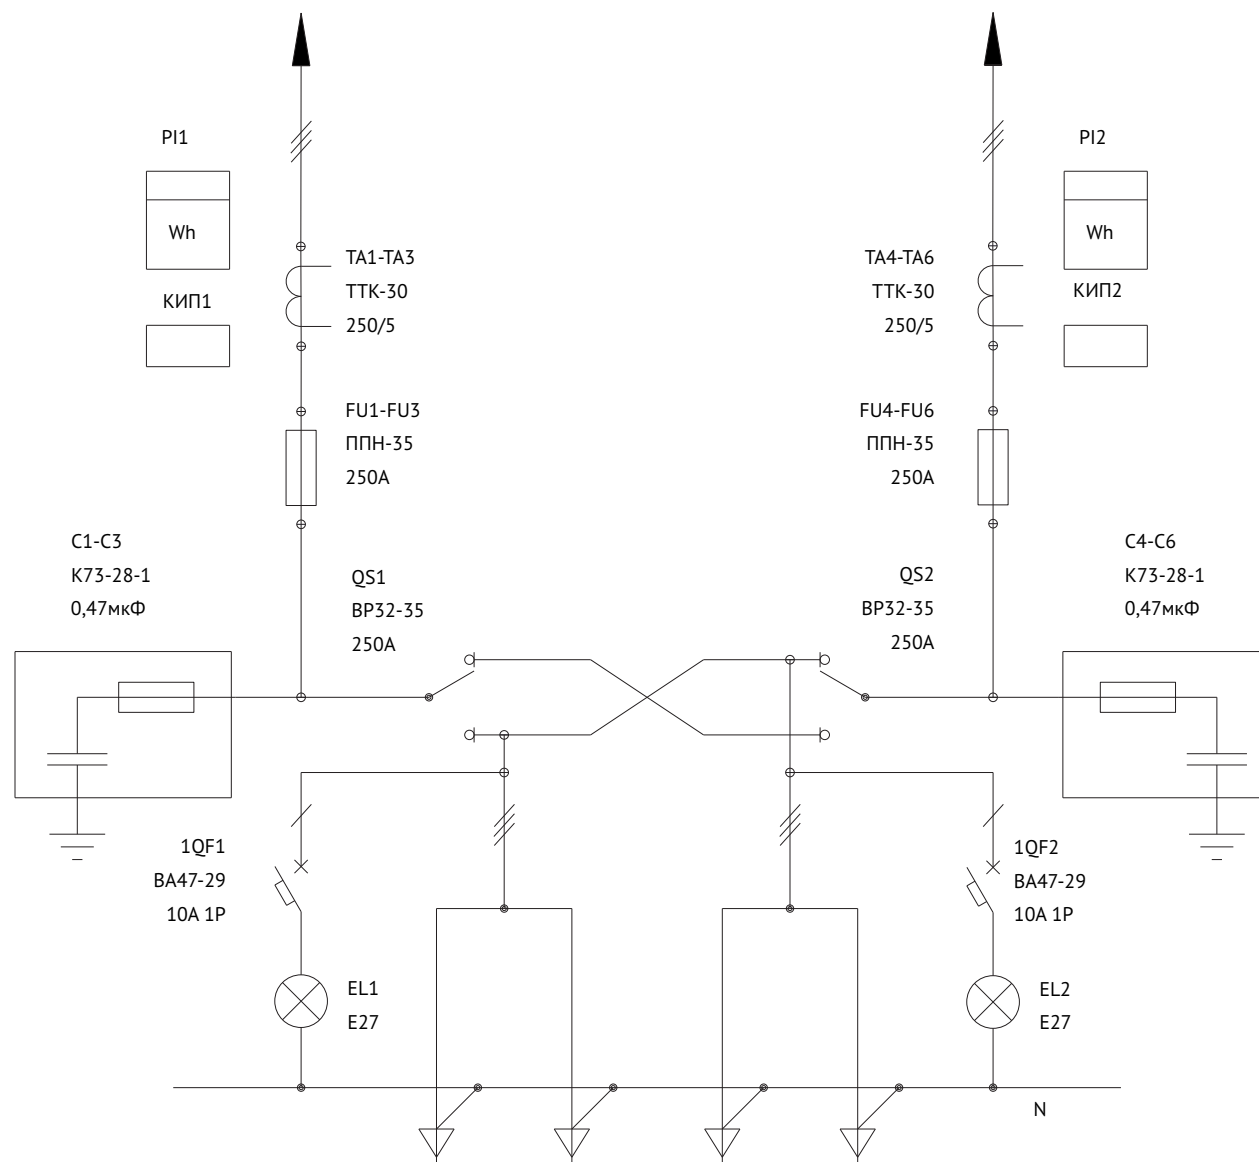 PI1
Wh
КИП1
TA1-TA3
ТТК-30
250/5
FU1-FU3
ППН-35
250А
C1-C3
К73-28-1
0,47мкФ
QS1
ВР32-35
250А
1QF1
ВА47-29
10А 1Р
EL1
E27
PI2
Wh
КИП2
TA4-TA6
ТТК-30
250/5
FU4-FU6
ППН-35
250А
QS2
ВР32-35
250А
C4-C6
К73-28-1
0,47мкФ
1QF2
ВА47-29
10А 1Р
EL2
E27
N